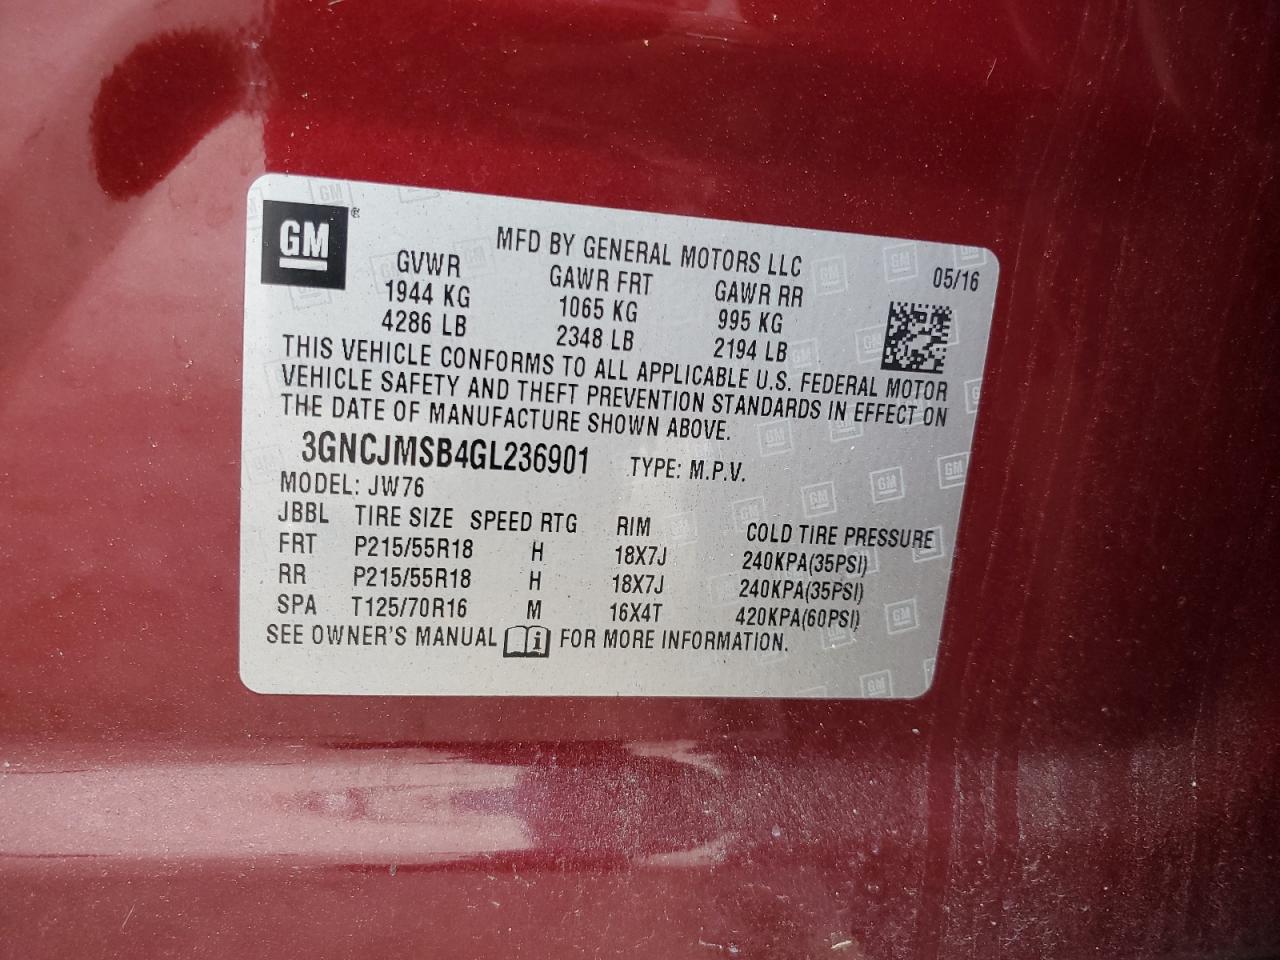 GM
MFD BY GENERAL MOTORS LLC
05/16
GVWR GAWR FRT GAWR RR
1944 KG 1065 KG 995 KG
4286 LB 2348 LB 2194 LB
THIS VEHICLE CONFORMS TO ALL APPLICABLE U.S. FEDERAL MOTOR
VEHICLE SAFETY AND THEFT PREVENTION STANDARDS IN EFFECT ON
THE DATE OF MANUFACTURE SHOWN ABOVE.
3GNCJMSB4GL236901 TYPE: M.P.V.
MODEL: JW76
JBBL TIRE SIZE SPEED RTG RIM COLD TIRE PRESSURE
FRT P215/55R18 H 18X7J 240KPA(35PSI)
RR P215/55R18 H 18X7J 240KPA(35PSI)
SPA T125/70R16 M 16X4T 420KPA(60PSI)
SEE OWNER'S MANUAL i FOR MORE INFORMATION.